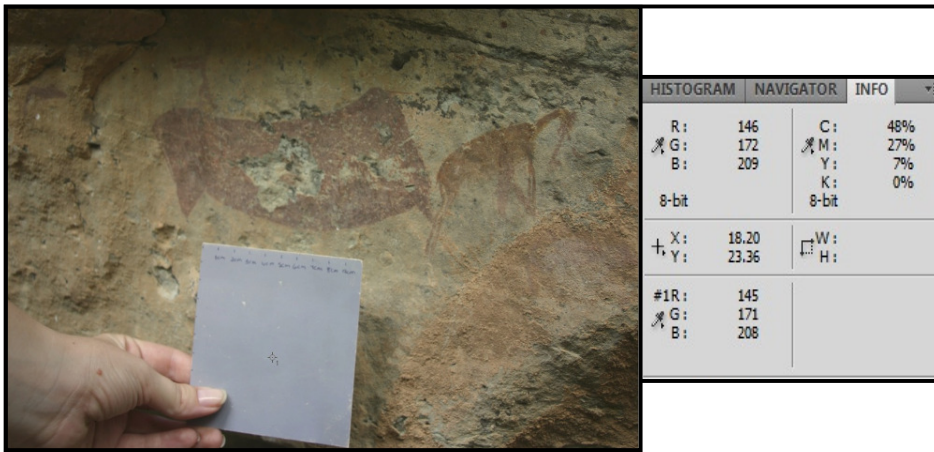 HISTOGRAM NAVIGATOR INFO
R: 146 C: 48%
G: 172 M: 27%
B: 209 Y: 7%
K: 0%
8-bit 8-bit
X: 18.20 W:
Y: 23.36 H:
#1R: 145
G: 171
B: 208